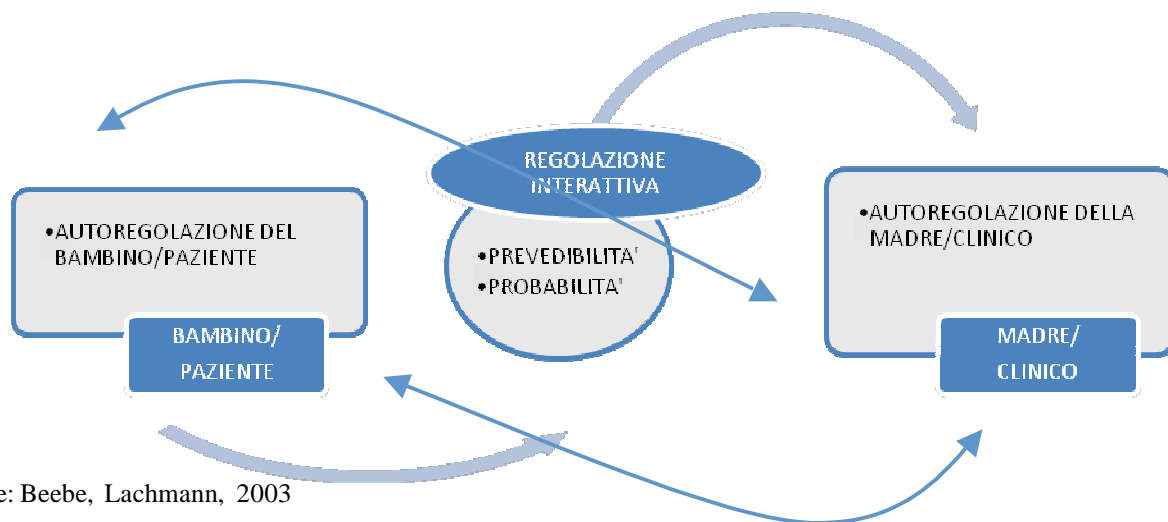 REGOLAZIONE
INTERATTIVA
•AUTOREGOLAZIONE DEL
BAMBINO/PAZIENTE
•PREVEDIBILITA'
•PROBABILITA'
•AUTOREGOLAZIONE DELLA
MADRE/CLINICO
BAMBINO/
PAZIENTE
MADRE/
CLINICO
e: Beebe, Lachmann, 2003